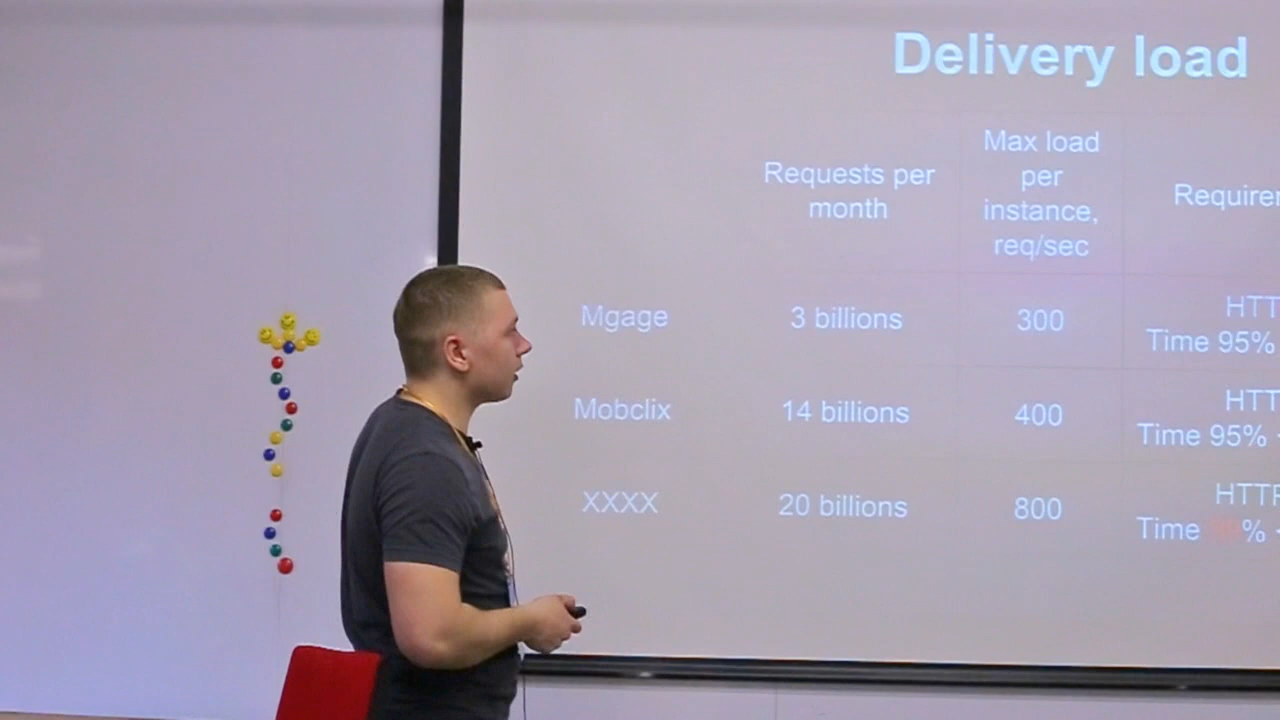 Delivery load
Requests per
month
Max load
per
instance,
req/sec
Mgage
3 billions
300
Time 95%
Mobclix
14 billions
400
Time 95%
XXXX
20 billions
800
Time
%